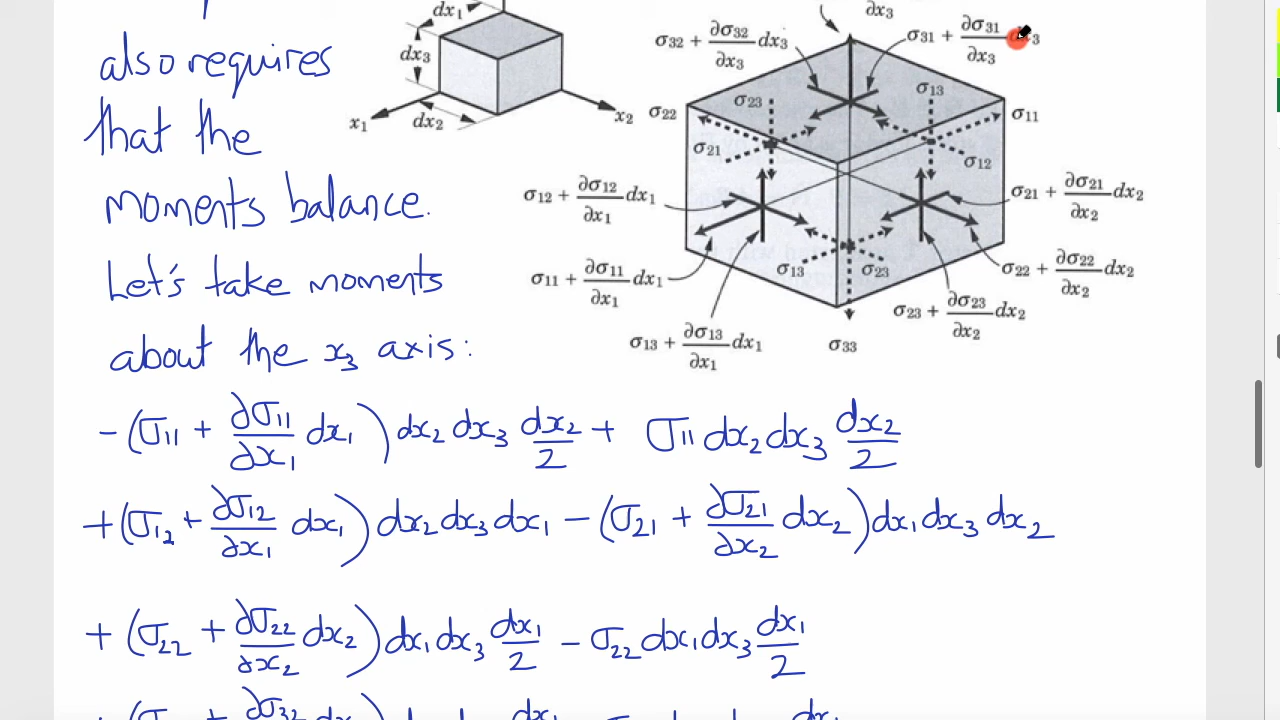 also requires
that the
moments balance.
Let's take moments
about the x₃ axis:
dx₁
dx₃
dx₂
x₁
x₂
∂x₃
σ₃₂ + ∂σ₃₂/∂x₃ dx₃
σ₃₁ + ∂σ₃₁/∂x₃ dx₃
σ₂₂
σ₂₃
σ₁₃
σ₁₁
σ₂₁
σ₁₂
σ₁₂ + ∂σ₁₂/∂x₁ dx₁
σ₂₁ + ∂σ₂₁/∂x₂ dx₂
σ₁₁ + ∂σ₁₁/∂x₁ dx₁
σ₁₃
σ₂₃
σ₂₂ + ∂σ₂₂/∂x₂ dx₂
σ₂₃ + ∂σ₂₃/∂x₂ dx₂
σ₁₃ + ∂σ₁₃/∂x₁ dx₁
σ₃₃
- (σ₁₁ + ∂σ₁₁/∂x₁ dx₁) dx₂ dx₃ dx₂/2 + σ₁₁ dx₂ dx₃ dx₂/2
+ (σ₁₂ + ∂σ₁₂/∂x₁ dx₁) dx₂ dx₃ dx₁ - (σ₂₁ + ∂σ₂₁/∂x₂ dx₂) dx₁ dx₃ dx₂
+ (σ₂₂ + ∂σ₂₂/∂x₂ dx₂) dx₁ dx₃ dx₁/2 - σ₂₂ dx₁ dx₃ dx₁/2